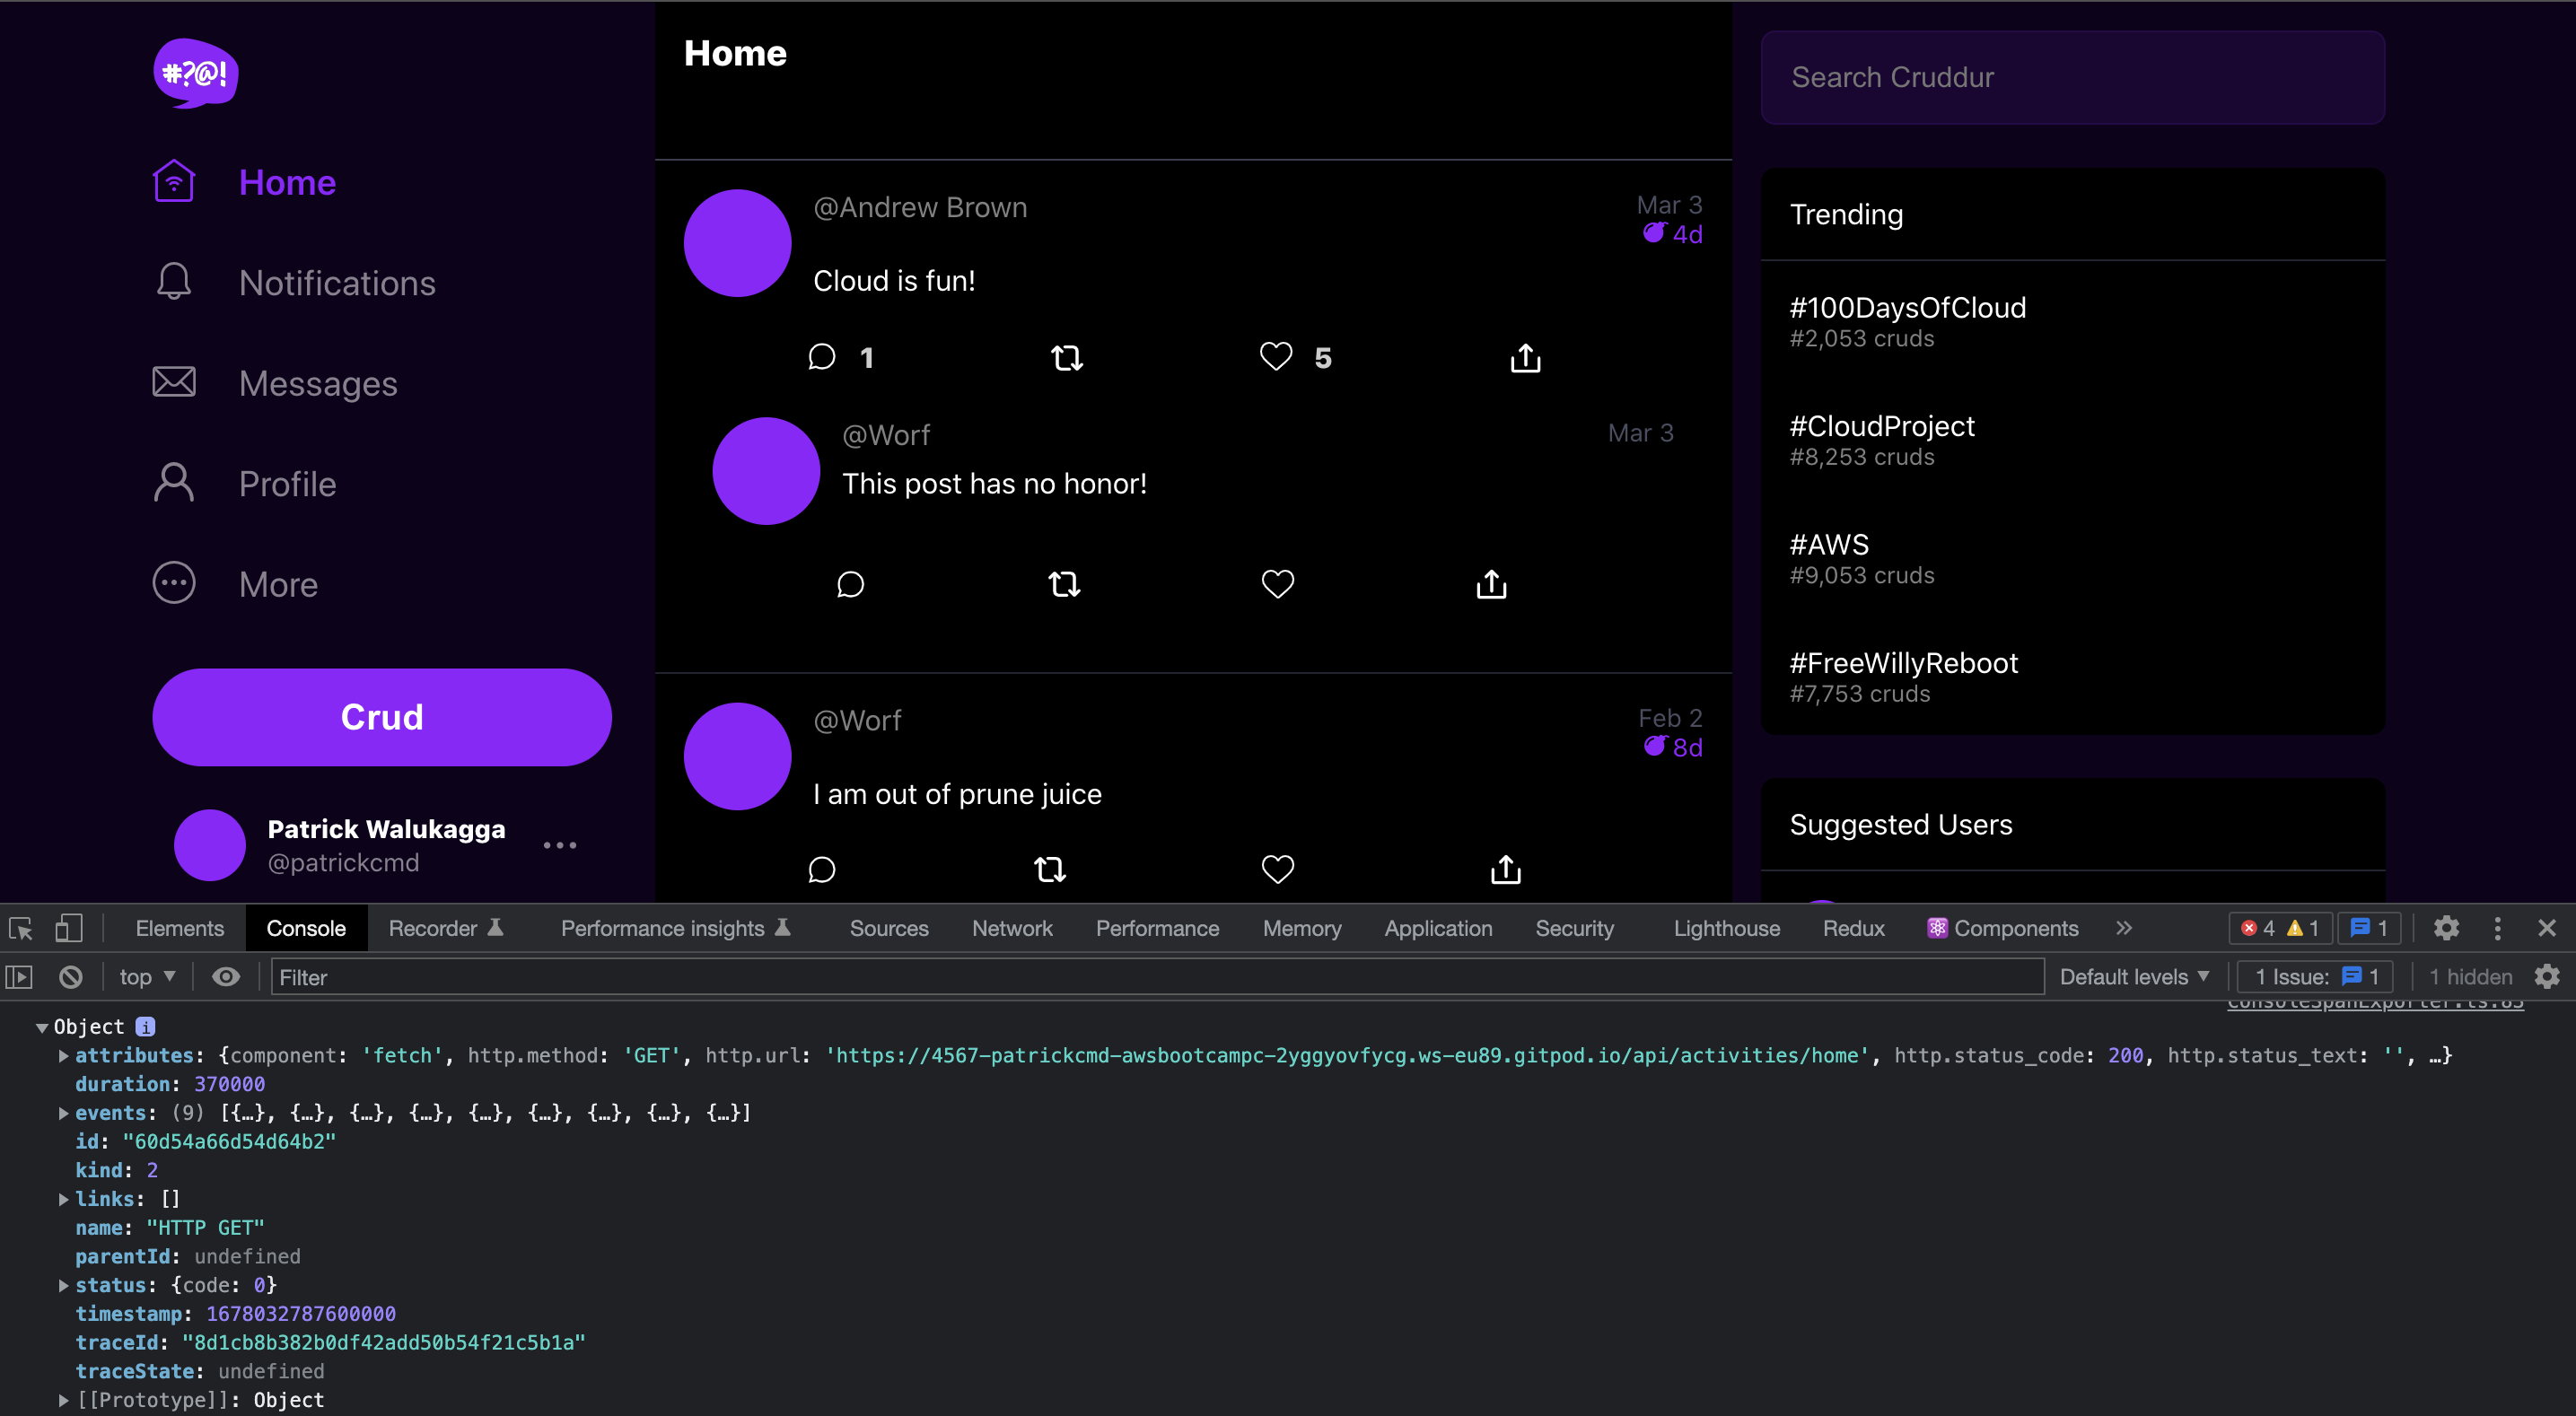 #?@!
Home
Notifications
Messages
Profile
More
Crud
Patrick Walukagga
@patrickcmd
Home
@Andrew Brown
Mar 3
4d
Cloud is fun!
1
5
@Worf
Mar 3
This post has no honor!
@Worf
Feb 2
8d
I am out of prune juice
Search Cruddur
Trending
#100DaysOfCloud
#2,053 cruds
#CloudProject
#8,253 cruds
#AWS
#9,053 cruds
#FreeWillyReboot
#7,753 cruds
Suggested Users
Elements Console Recorder Performance insights Sources Network Performance Memory Application Security Lighthouse Redux Components 4 1 1
top Filter Default levels 1 Issue: 1 1 hidden
ConsoleSpanExporter.ts:85
Object i
attributes: {component: 'fetch', http.method: 'GET', http.url: 'https://4567-patrickcmd-awsbootcampc-2yggyovfycg.ws-eu89.gitpod.io/api/activities/home', http.status_code: 200, http.status_text: '', …}
duration: 370000
events: (9) [{…}, {…}, {…}, {…}, {…}, {…}, {…}, {…}, {…}]
id: "60d54a66d54d64b2"
kind: 2
links: []
name: "HTTP GET"
parentId: undefined
status: {code: 0}
timestamp: 1678032787600000
traceId: "8d1cb8b382b0df42add50b54f21c5b1a"
traceState: undefined
[[Prototype]]: Object